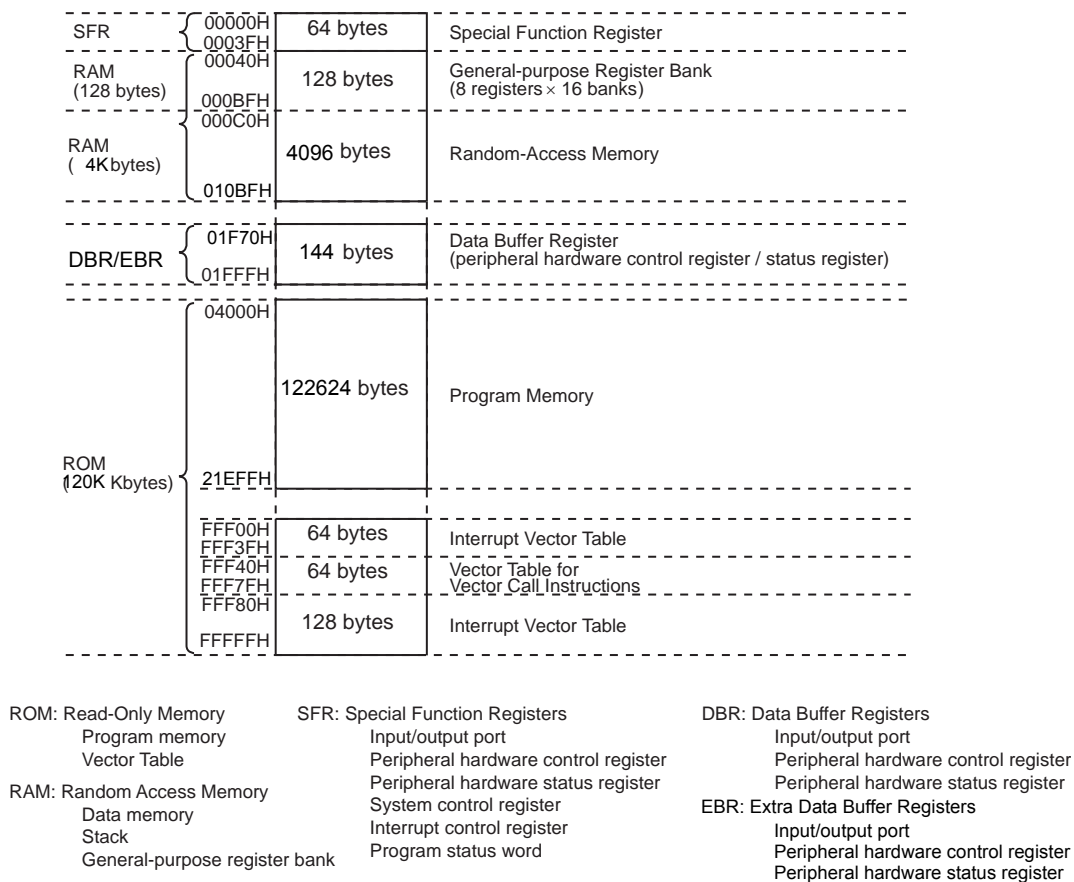 SFR
00000H
0003FH
64 bytes
Special Function Register
RAM
(128 bytes)
00040H
000BFH
128 bytes
General-purpose Register Bank
(8 registers × 16 banks)
RAM
( 4Kbytes)
000C0H
010BFH
4096 bytes
Random-Access Memory
DBR/EBR
01F70H
01FFFH
144 bytes
Data Buffer Register
(peripheral hardware control register / status register)
ROM
(120K Kbytes)
04000H
21EFFH
122624 bytes
Program Memory
FFF00H
FFF3FH
64 bytes
Interrupt Vector Table
FFF40H
FFF7FH
64 bytes
Vector Table for
Vector Call Instructions
FFF80H
FFFFFH
128 bytes
Interrupt Vector Table
ROM: Read-Only Memory
Program memory
Vector Table
RAM: Random Access Memory
Data memory
Stack
General-purpose register bank
SFR: Special Function Registers
Input/output port
Peripheral hardware control register
Peripheral hardware status register
System control register
Interrupt control register
Program status word
DBR: Data Buffer Registers
Input/output port
Peripheral hardware control register
Peripheral hardware status register
EBR: Extra Data Buffer Registers
Input/output port
Peripheral hardware control register
Peripheral hardware status register